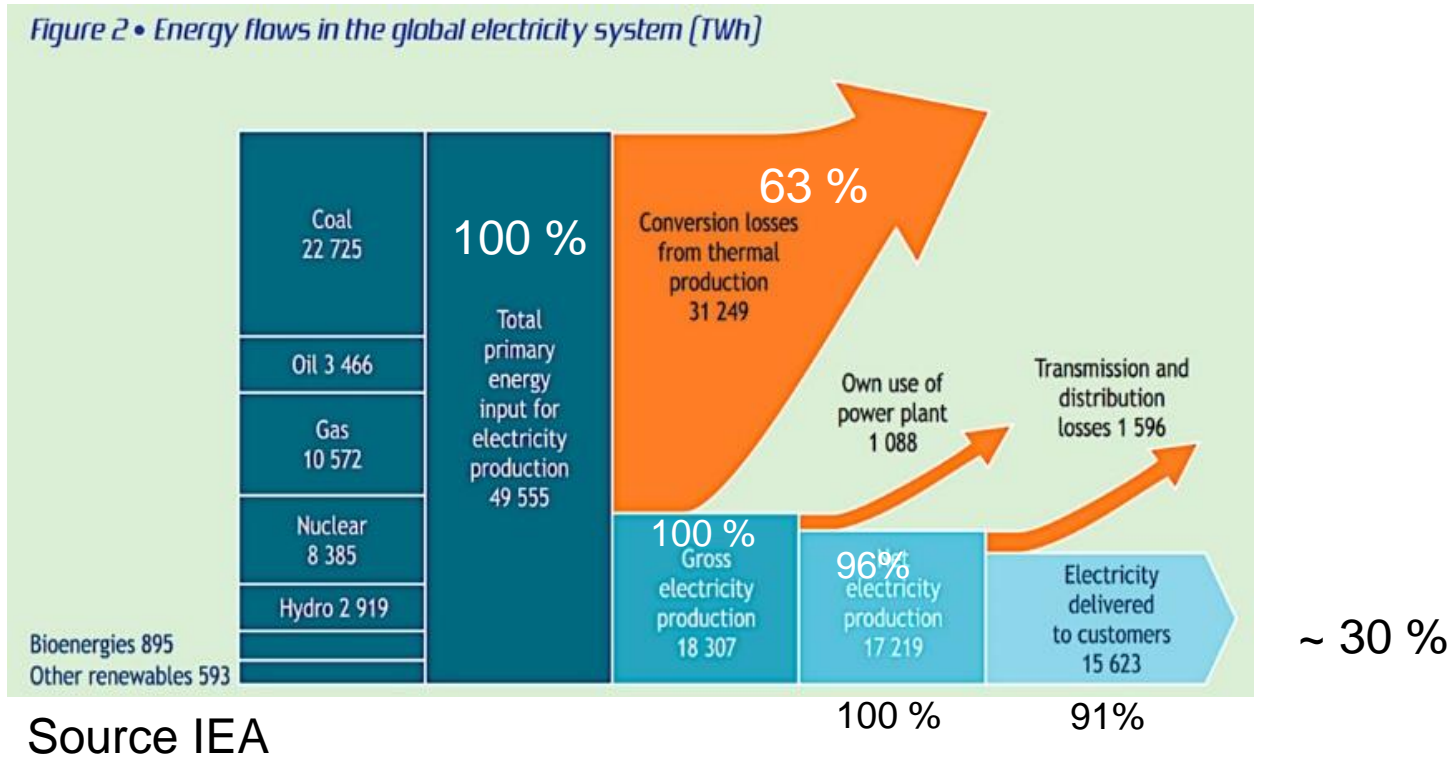 Figure 2 • Energy flows in the global electricity system (TWh)
Coal
22 725
Oil 3 466
Gas
10 572
Nuclear
8 385
Hydro 2 919
Bioenergies 895
Other renewables 593
100 %
Total
primary
energy
input for
electricity
production
49 555
63 %
Conversion losses
from thermal
production
31 249
100 %
Gross
electricity
production
18 307
Own use of
power plant
1 088
96%
Net
electricity
production
17 219
Transmission and
distribution
losses 1 596
Electricity
delivered
to customers
15 623
~ 30 %
100 %
91%
Source IEA